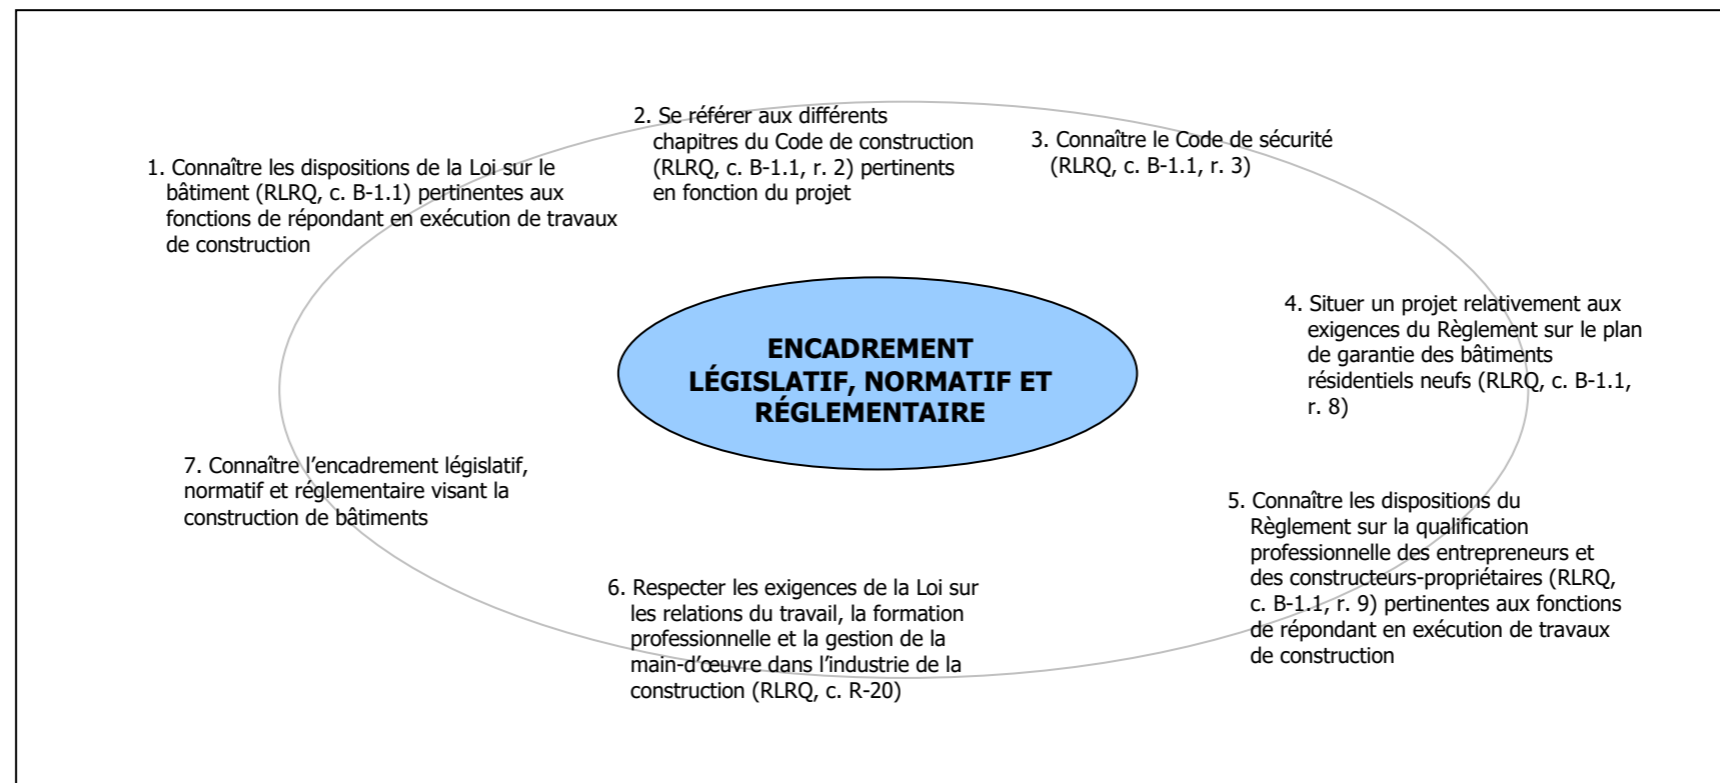 1. Connaître les dispositions de la Loi sur le
bâtiment (RLRQ, c. B-1.1) pertinentes aux
fonctions de répondant en exécution de travaux
de construction
2. Se référer aux différents
chapitres du Code de construction
(RLRQ, c. B-1.1, r. 2) pertinents
en fonction du projet
3. Connaître le Code de sécurité
(RLRQ, c. B-1.1, r. 3)
ENCADREMENT
LÉGISLATIF, NORMATIF ET
RÉGLEMENTAIRE
4. Situer un projet relativement aux
exigences du Règlement sur le plan
de garantie des bâtiments
résidentiels neufs (RLRQ, c. B-1.1,
r. 8)
5. Connaître les dispositions du
Règlement sur la qualification
professionnelle des entrepreneurs et
des constructeurs-propriétaires (RLRQ,
c. B-1.1, r. 9) pertinentes aux fonctions
de répondant en exécution de travaux
de construction
6. Respecter les exigences de la Loi sur
les relations du travail, la formation
professionnelle et la gestion de la
main-d’œuvre dans l’industrie de la
construction (RLRQ, c. R-20)
7. Connaître l’encadrement législatif,
normatif et réglementaire visant la
construction de bâtiments